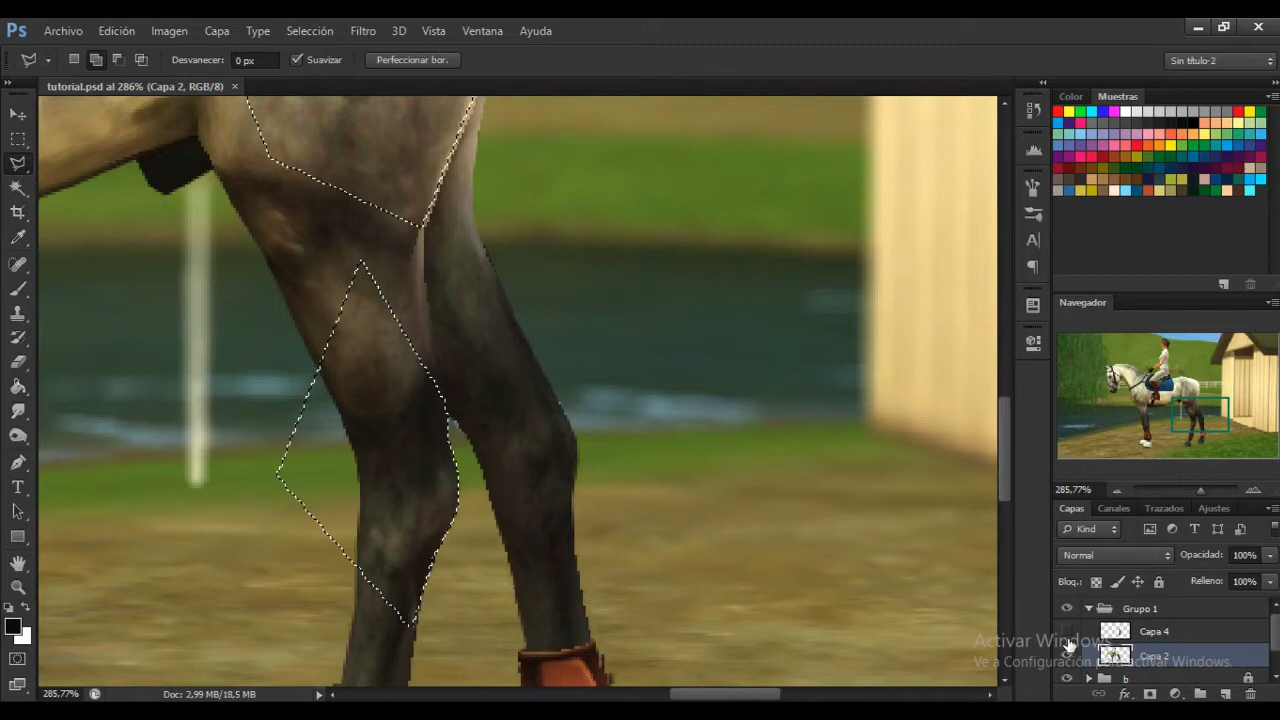 Ps Archivo Edición Imagen Capa Type Selección Filtro 3D Vista Ventana Ayuda
Desvanecer: 0 px Suavizar Perfeccionar bor. Sin título-2
tutorial.psd al 286% (Capa 2, RGB/8) ×
Color Muestras
Navegador
285,77%
Capas Canales Trazados Ajustes
Kind
Normal Opacidad: 100%
Bloq.: Relleno: 100%
Grupo 1
Capa 4
Activar Windows
Ve a Configuración para activar Windows.
Capa 2
b
285,77% Doc: 2,99 MB/18,5 MB